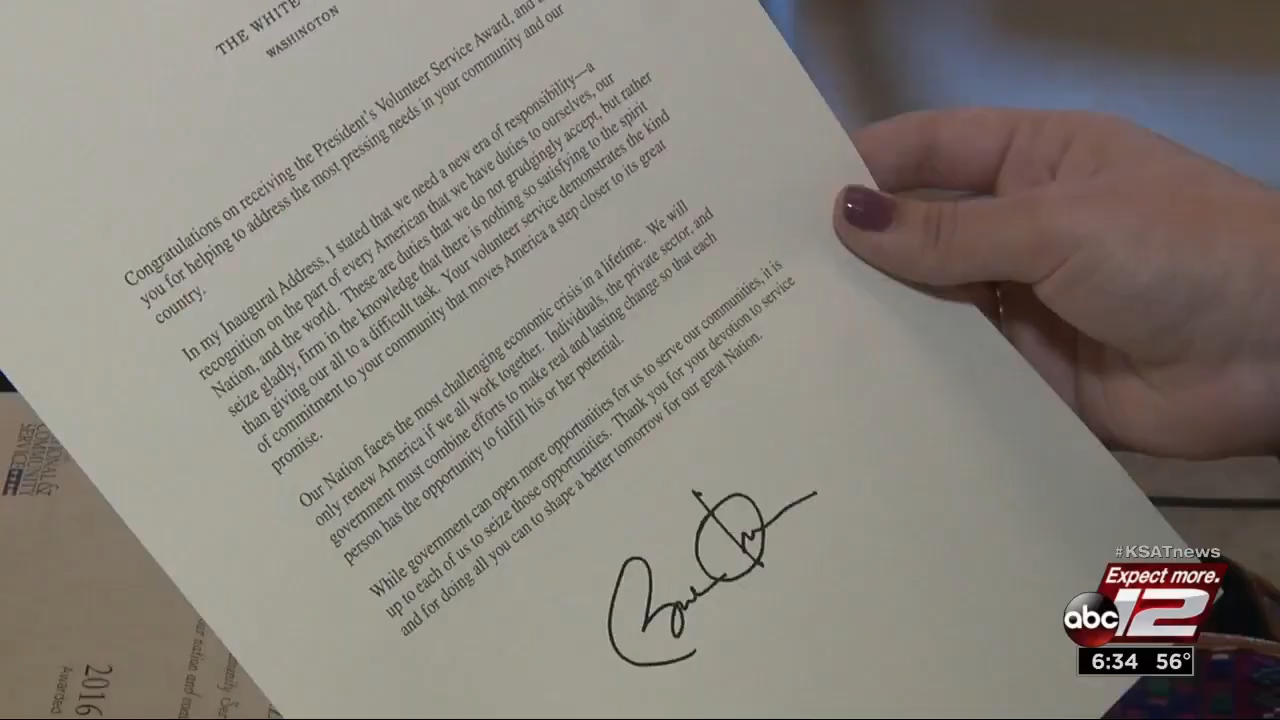 THE WHITE
WASHINGTON
Congratulations on receiving the President's Volunteer Service Award, and
you for helping to address the most pressing needs in your community and our
country.
In my Inaugural Address, I stated that we need a new era of responsibility—a
recognition on the part of every American that we have duties to ourselves, our
Nation, and the world. These are duties that we do not grudgingly accept, but rather
seize gladly, firm in the knowledge that there is nothing so satisfying to the spirit
than giving our all to a difficult task. Your volunteer service demonstrates the kind
of commitment to your community that moves America a step closer to its great
promise.
Our Nation faces the most challenging economic crisis in a lifetime. We will
only renew America if we all work together. Individuals, the private sector, and
government must combine efforts to make real and lasting change so that each
person has the opportunity to fulfill his or her potential.
While government can open more opportunities for us to serve our communities, it is
up to each of us to seize those opportunities. Thank you for your devotion to service
and for doing all you can to shape a better tomorrow for our great Nation.
COMMUNITY
SERVICE
2016
Awarded
nation and
#KSATnews
Expect more.
abc 12
6:34 56°